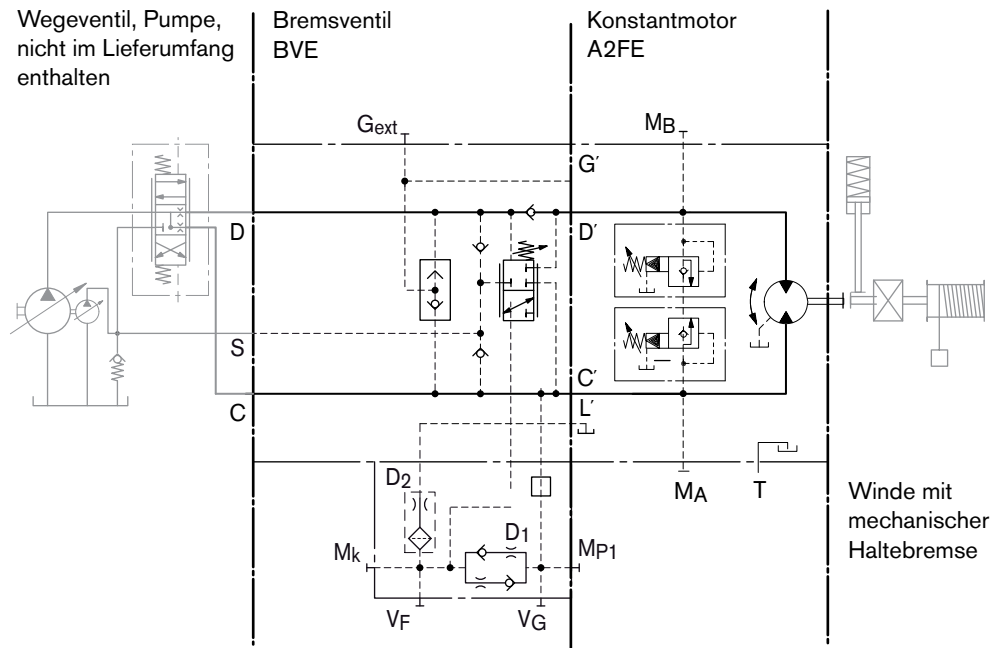 Wegeventil, Pumpe,
nicht im Lieferumfang
enthalten
Bremsventil
BVE
Konstantmotor
A2FE
Gext
MB
G'
D
D'
S
C'
C
L'
D2
MA
T
D1
Mk
MP1
VF
VG
Winde mit
mechanischer
Haltebremse